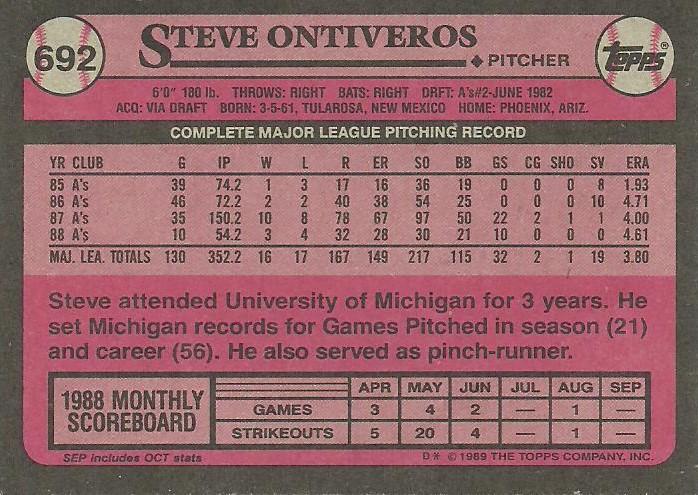 692
STEVE ONTIVEROS
◆ PITCHER
TOPPS®
6'0" 180 lb. THROWS: RIGHT BATS: RIGHT DRFT: A's#2-JUNE 1982
ACQ: VIA DRAFT BORN: 3-5-61, TULAROSA, NEW MEXICO HOME: PHOENIX, ARIZ.
COMPLETE MAJOR LEAGUE PITCHING RECORD
YR CLUB G IP W L R ER SO BB GS CG SHO SV ERA
85 A's 39 74.2 1 3 17 16 36 19 0 0 0 8 1.93
86 A's 46 72.2 2 2 40 38 54 25 0 0 0 10 4.71
87 A's 35 150.2 10 8 78 67 97 50 22 2 1 1 4.00
88 A's 10 54.2 3 4 32 28 30 21 10 0 0 0 4.61
MAJ. LEA. TOTALS 130 352.2 16 17 167 149 217 115 32 2 1 19 3.80
Steve attended University of Michigan for 3 years. He
set Michigan records for Games Pitched in season (21)
and career (56). He also served as pinch-runner.
1988 MONTHLY
SCOREBOARD
APR MAY JUN JUL AUG SEP
GAMES 3 4 2 — 1 —
STRIKEOUTS 5 20 4 — 1 —
SEP includes OCT stats
D* © 1989 THE TOPPS COMPANY, INC.